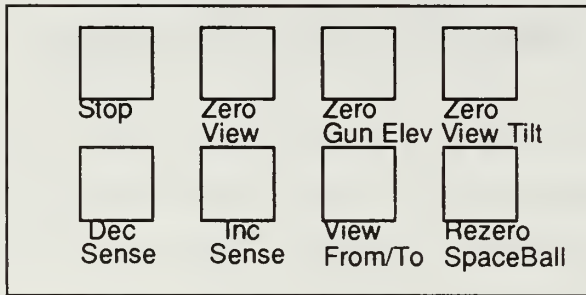 Stop Zero Zero Zero
View Gun Elev View Tilt
Dec Inc View Rezero
Sense Sense From/To SpaceBall